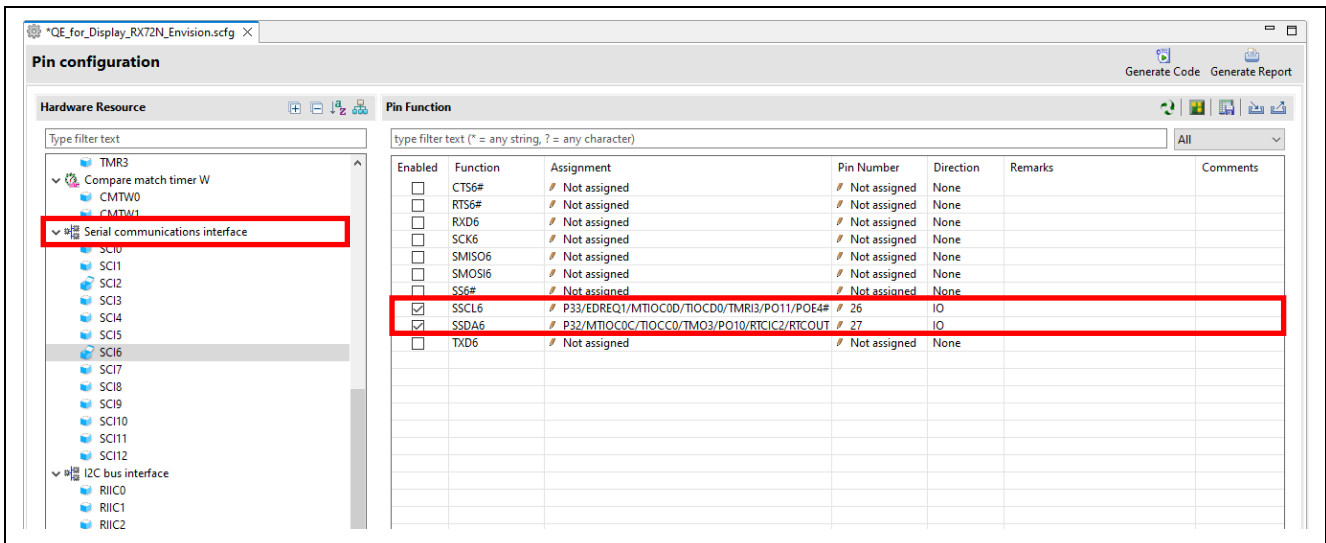 *QE_for_Display_RX72N_Envision.scfg
Pin configuration
Generate Code Generate Report
Hardware Resource
Type filter text
TMR3
Compare match timer W
CMTW0
CMTW1
Serial communications interface
SCI0
SCI1
SCI2
SCI3
SCI4
SCI5
SCI6
SCI7
SCI8
SCI9
SCI10
SCI11
SCI12
I2C bus interface
RIIC0
RIIC1
RIIC2
Pin Function
type filter text (* = any string, ? = any character) All
Enabled Function Assignment Pin Number Direction Remarks Comments
CTS6# Not assigned Not assigned None
RTS6# Not assigned Not assigned None
RXD6 Not assigned Not assigned None
SCK6 Not assigned Not assigned None
SMISO6 Not assigned Not assigned None
SMOSI6 Not assigned Not assigned None
SS6# Not assigned Not assigned None
SSCL6 P33/EDREQ1/MTIOC0D/TIOCD0/TMRI3/PO11/POE4# 26 IO
SSDA6 P32/MTIOC0C/TIOCC0/TMO3/PO10/RTCIC2/RTCOUT 27 IO
TXD6 Not assigned Not assigned None